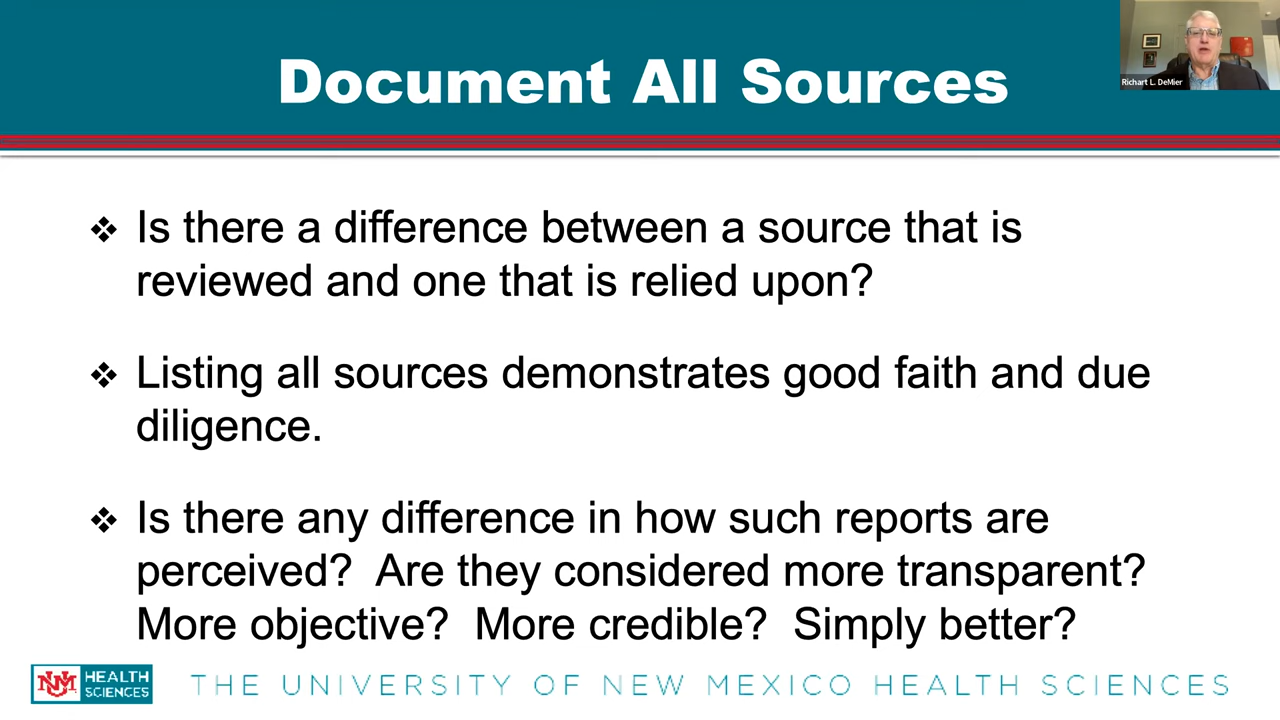 Document All Sources
Richart L. DeMier
❖ Is there a difference between a source that is
reviewed and one that is relied upon?
❖ Listing all sources demonstrates good faith and due
diligence.
❖ Is there any difference in how such reports are
perceived?  Are they considered more transparent?
More objective?  More credible?  Simply better?
UNM HEALTH
SCIENCES
THE UNIVERSITY OF NEW MEXICO HEALTH SCIENCES